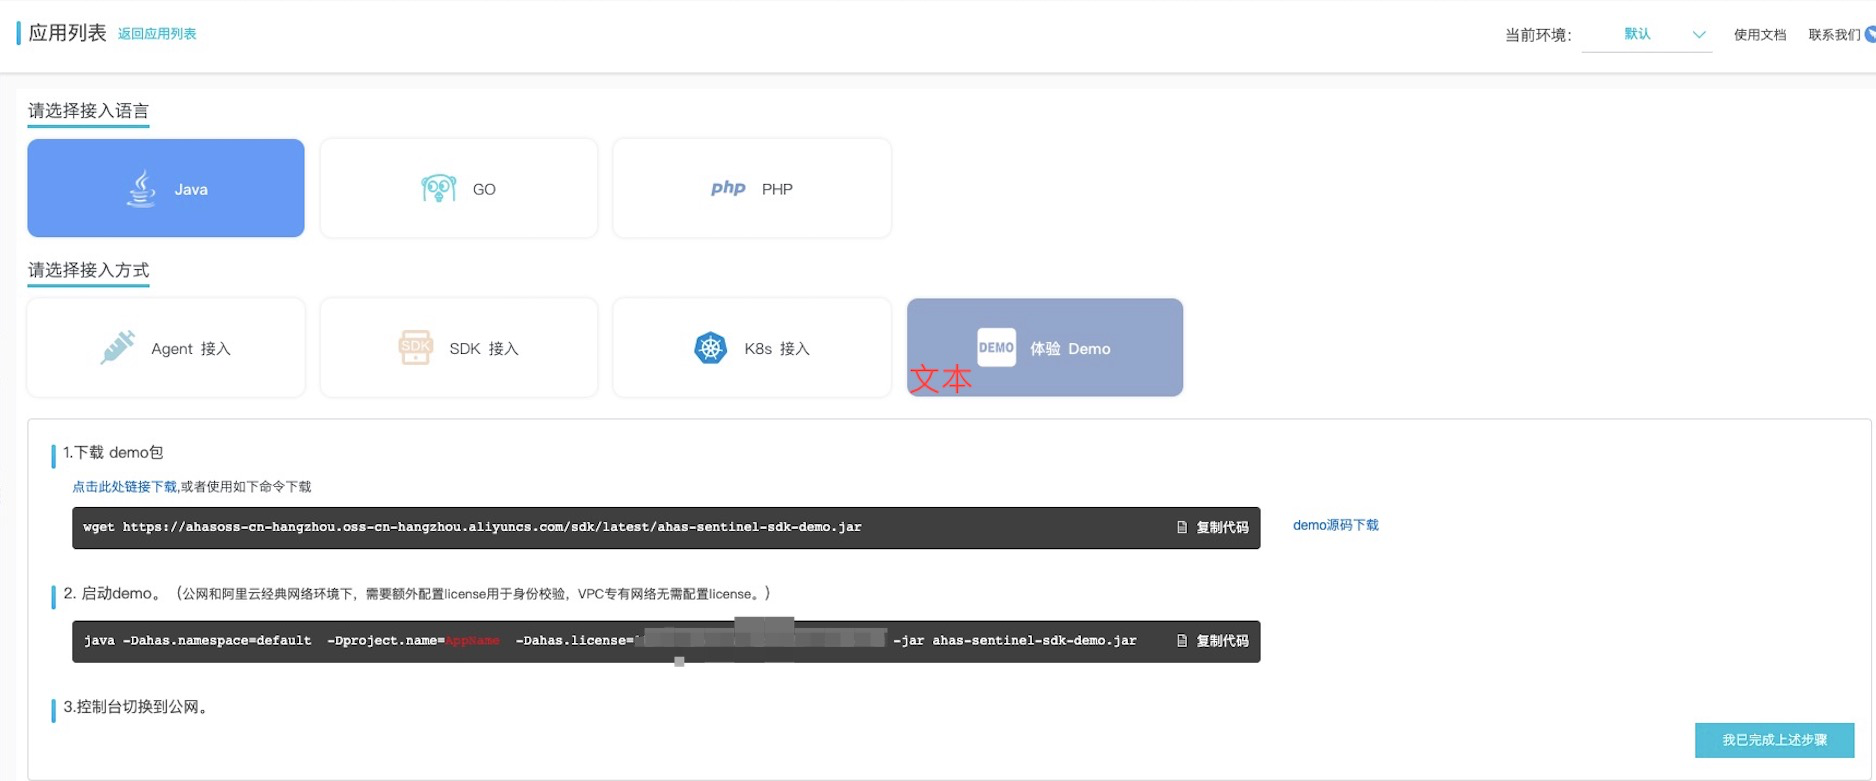 应用列表 返回应用列表 当前环境： 默认 使用文档 联系我们
请选择接入语言
Java GO php PHP
请选择接入方式
Agent 接入 SDK SDK 接入 K8s 接入 DEMO 体验 Demo
文本
1.下载 demo包
点击此处链接下载,或者使用如下命令下载
wget https://ahasoss-cn-hangzhou.oss-cn-hangzhou.aliyuncs.com/sdk/latest/ahas-sentinel-sdk-demo.jar 复制代码 demo源码下载
2. 启动demo。（公网和阿里云经典网络环境下，需要额外配置license用于身份校验，VPC专有网络无需配置license。）
java -Dahas.namespace=default -Dproject.name=AppName -Dahas.license= -jar ahas-sentinel-sdk-demo.jar 复制代码
3.控制台切换到公网。
我已完成上述步骤